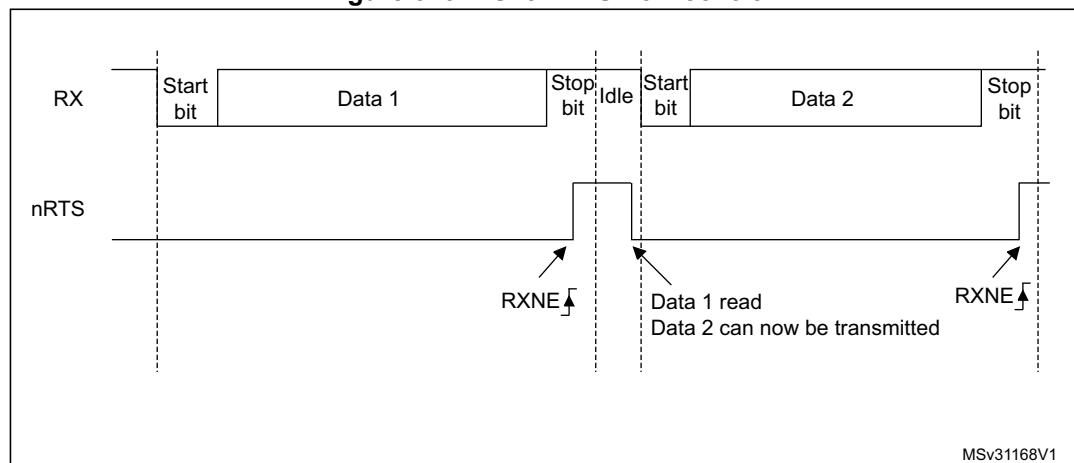 RX
Start
bit
Data 1
Stop
bit
Idle
Start
bit
Data 2
Stop
bit
nRTS
RXNE
Data 1 read
Data 2 can now be transmitted
RXNE
MSv31168V1